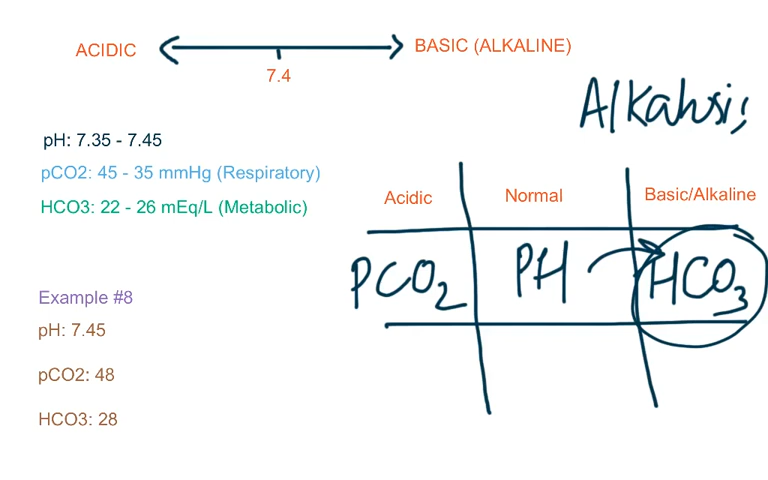 ACIDIC
BASIC (ALKALINE)
7.4
Alkalisis
pH: 7.35 - 7.45
pCO2: 45 - 35 mmHg (Respiratory)
HCO3: 22 - 26 mEq/L (Metabolic)
Acidic Normal Basic/Alkaline
PCO2 PH HCO3
Example #8
pH: 7.45
pCO2: 48
HCO3: 28